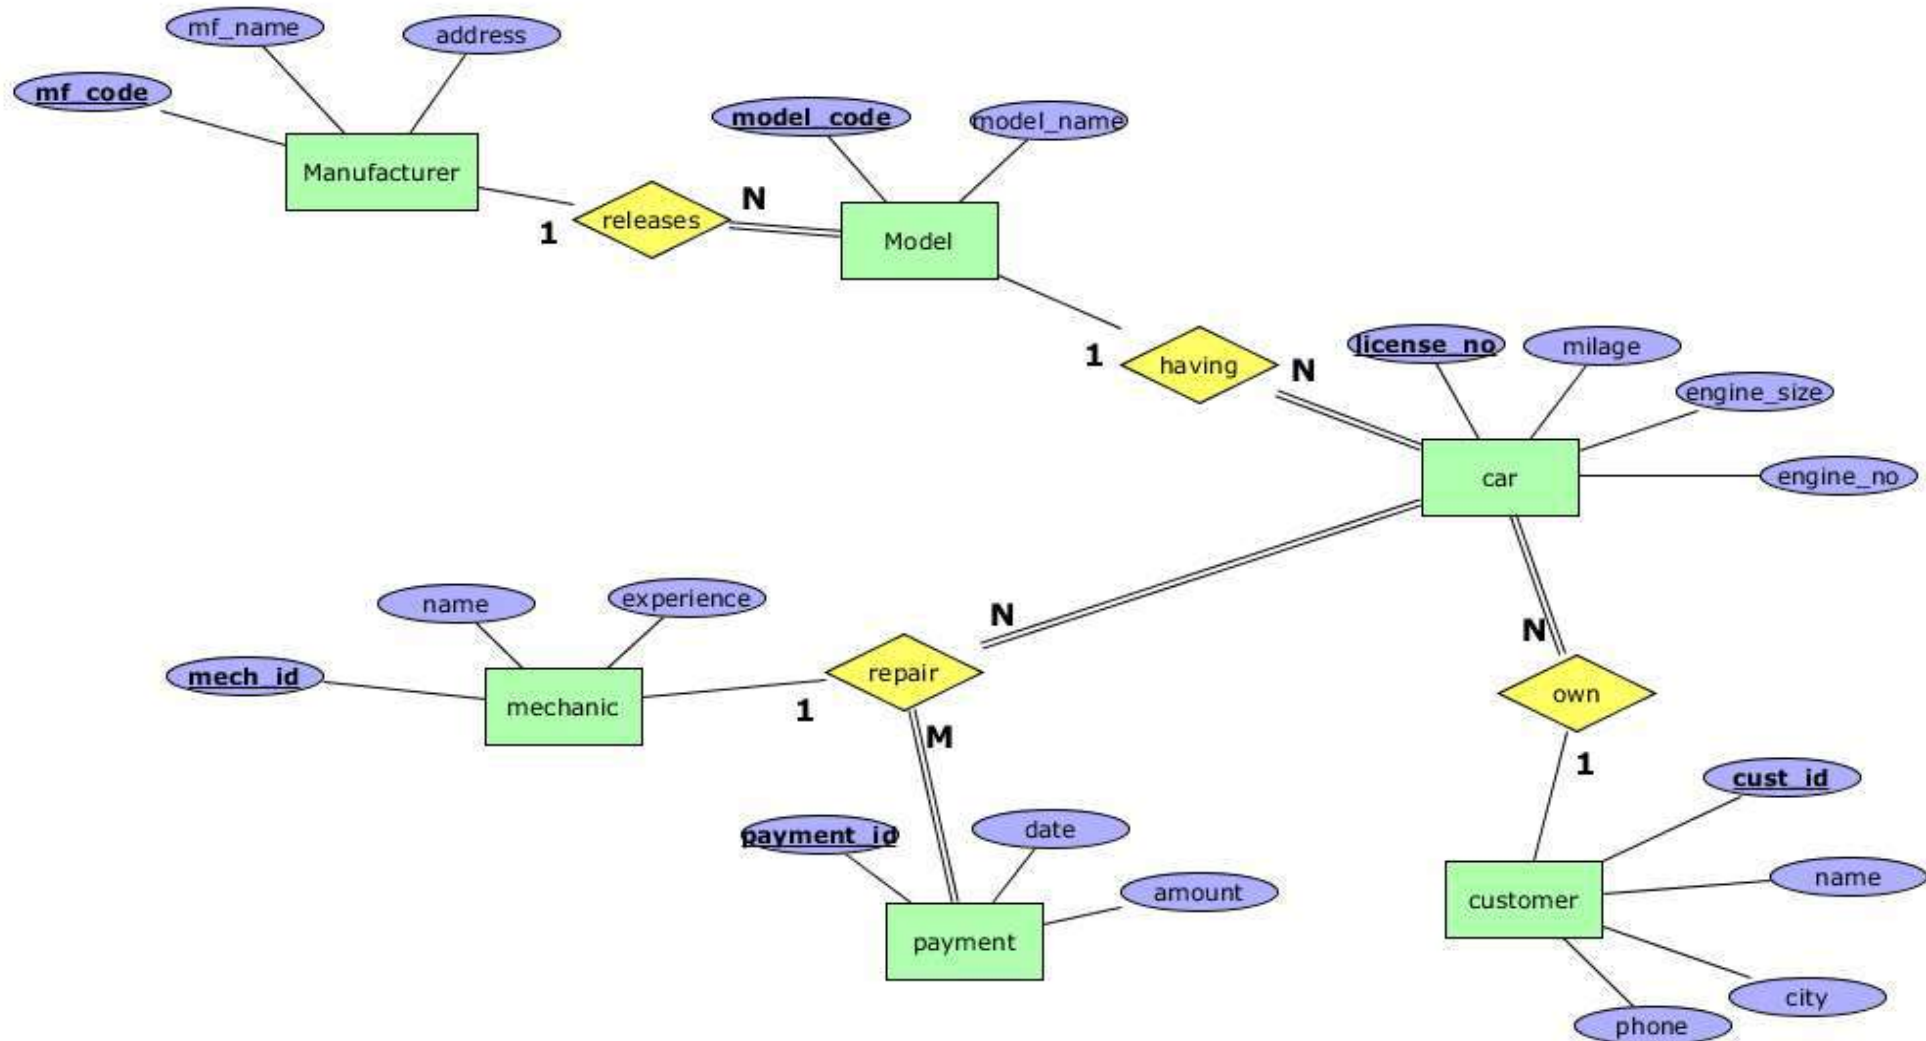 mf_name
address
mf_code
Manufacturer
model_code
model_name
releases
1
N
Model
having
1
N
license_no
milage
engine_size
engine_no
car
name
experience
mech_id
mechanic
repair
1
N
M
own
N
1
payment_id
date
amount
payment
cust_id
name
customer
city
phone